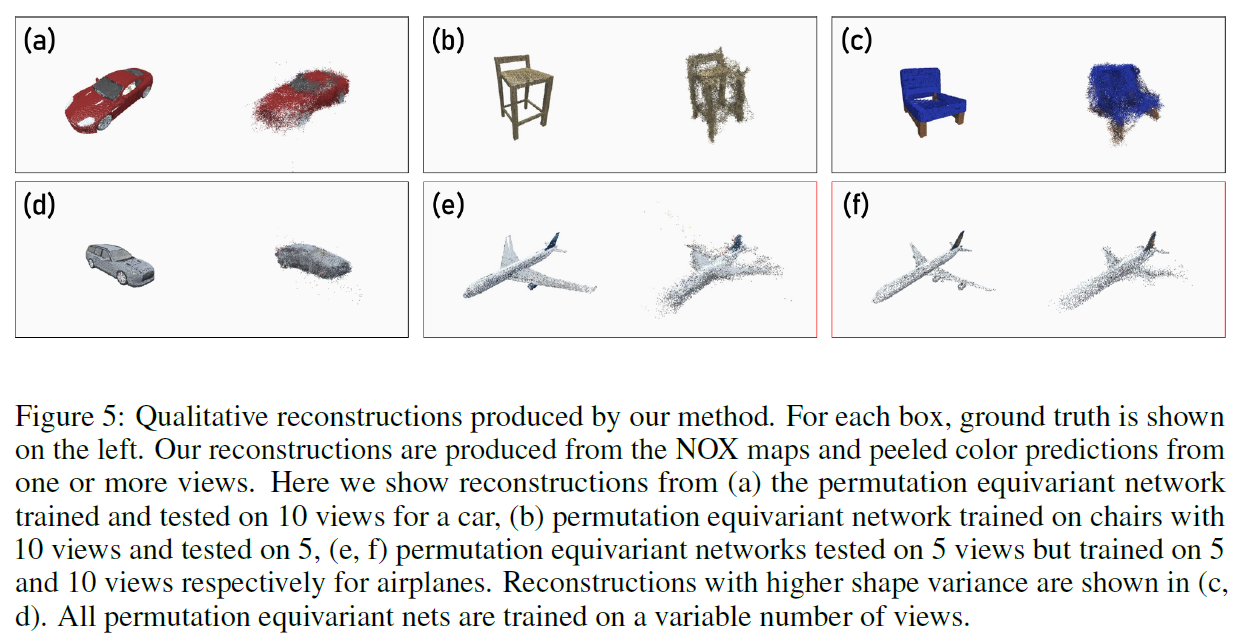 (a)
(b)
(c)
(d)
(e)
(f)
Figure 5: Qualitative reconstructions produced by our method. For each box, ground truth is shown
on the left. Our reconstructions are produced from the NOX maps and peeled color predictions from
one or more views. Here we show reconstructions from (a) the permutation equivariant network
trained and tested on 10 views for a car, (b) permutation equivariant network trained on chairs with
10 views and tested on 5, (e, f) permutation equivariant networks tested on 5 views but trained on 5
and 10 views respectively for airplanes. Reconstructions with higher shape variance are shown in (c,
d). All permutation equivariant nets are trained on a variable number of views.